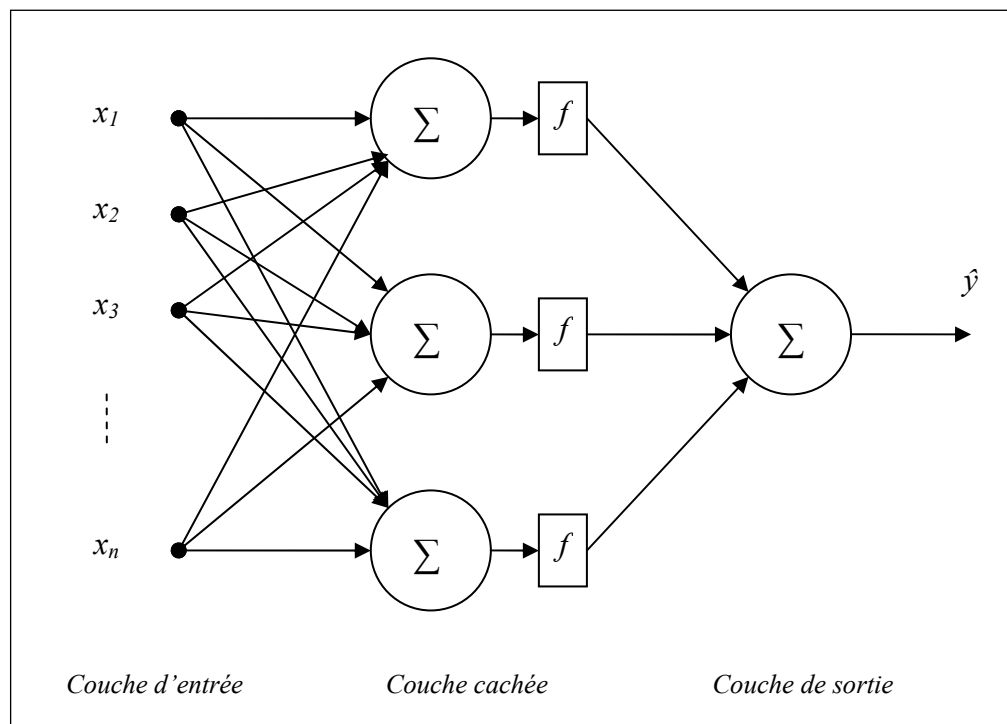 x1
∑
f
x2
x3
∑
f
∑
ŷ
xn
∑
f
Couche d'entrée
Couche cachée
Couche de sortie